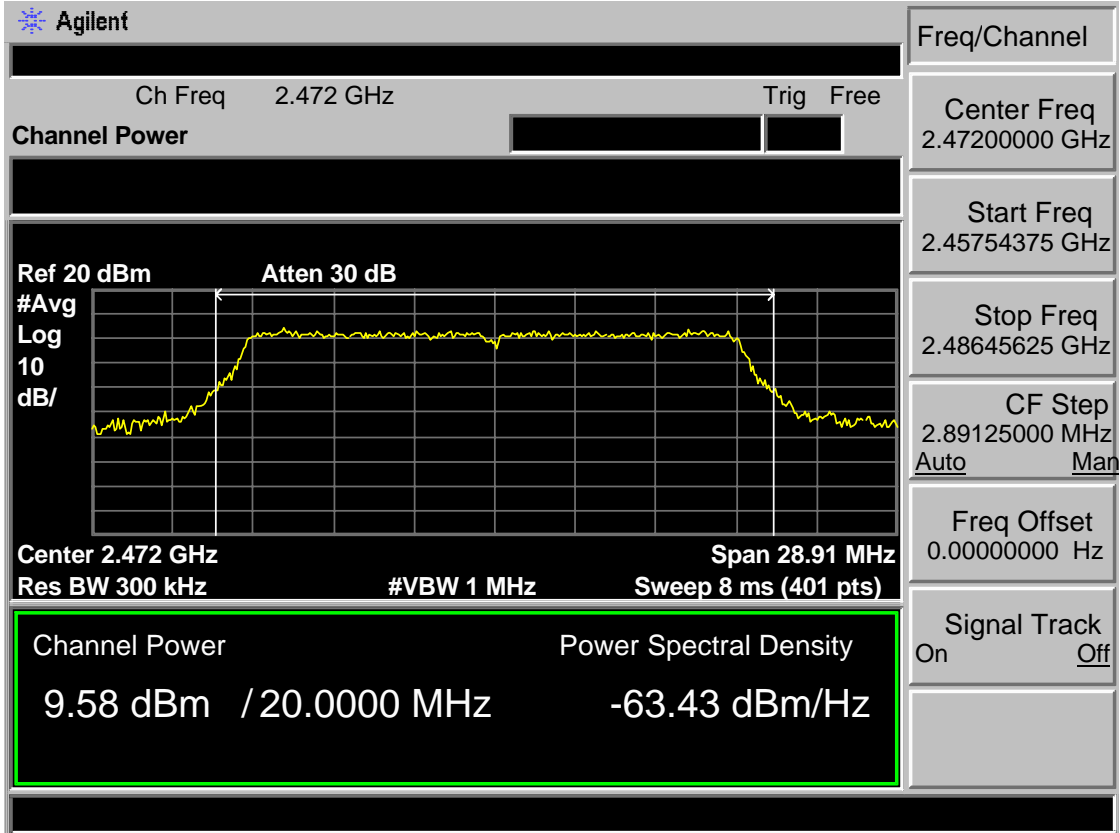 Agilent
Freq/Channel
Ch Freq 2.472 GHz Trig Free
Channel Power
Center Freq
2.47200000 GHz
Start Freq
2.45754375 GHz
Stop Freq
2.48645625 GHz
CF Step
2.89125000 MHz
Auto Man
Freq Offset
0.00000000 Hz
Signal Track
On Off
Ref 20 dBm Atten 30 dB
#Avg
Log
10
dB/
Center 2.472 GHz Span 28.91 MHz
Res BW 300 kHz #VBW 1 MHz Sweep 8 ms (401 pts)
Channel Power Power Spectral Density
9.58 dBm / 20.0000 MHz -63.43 dBm/Hz